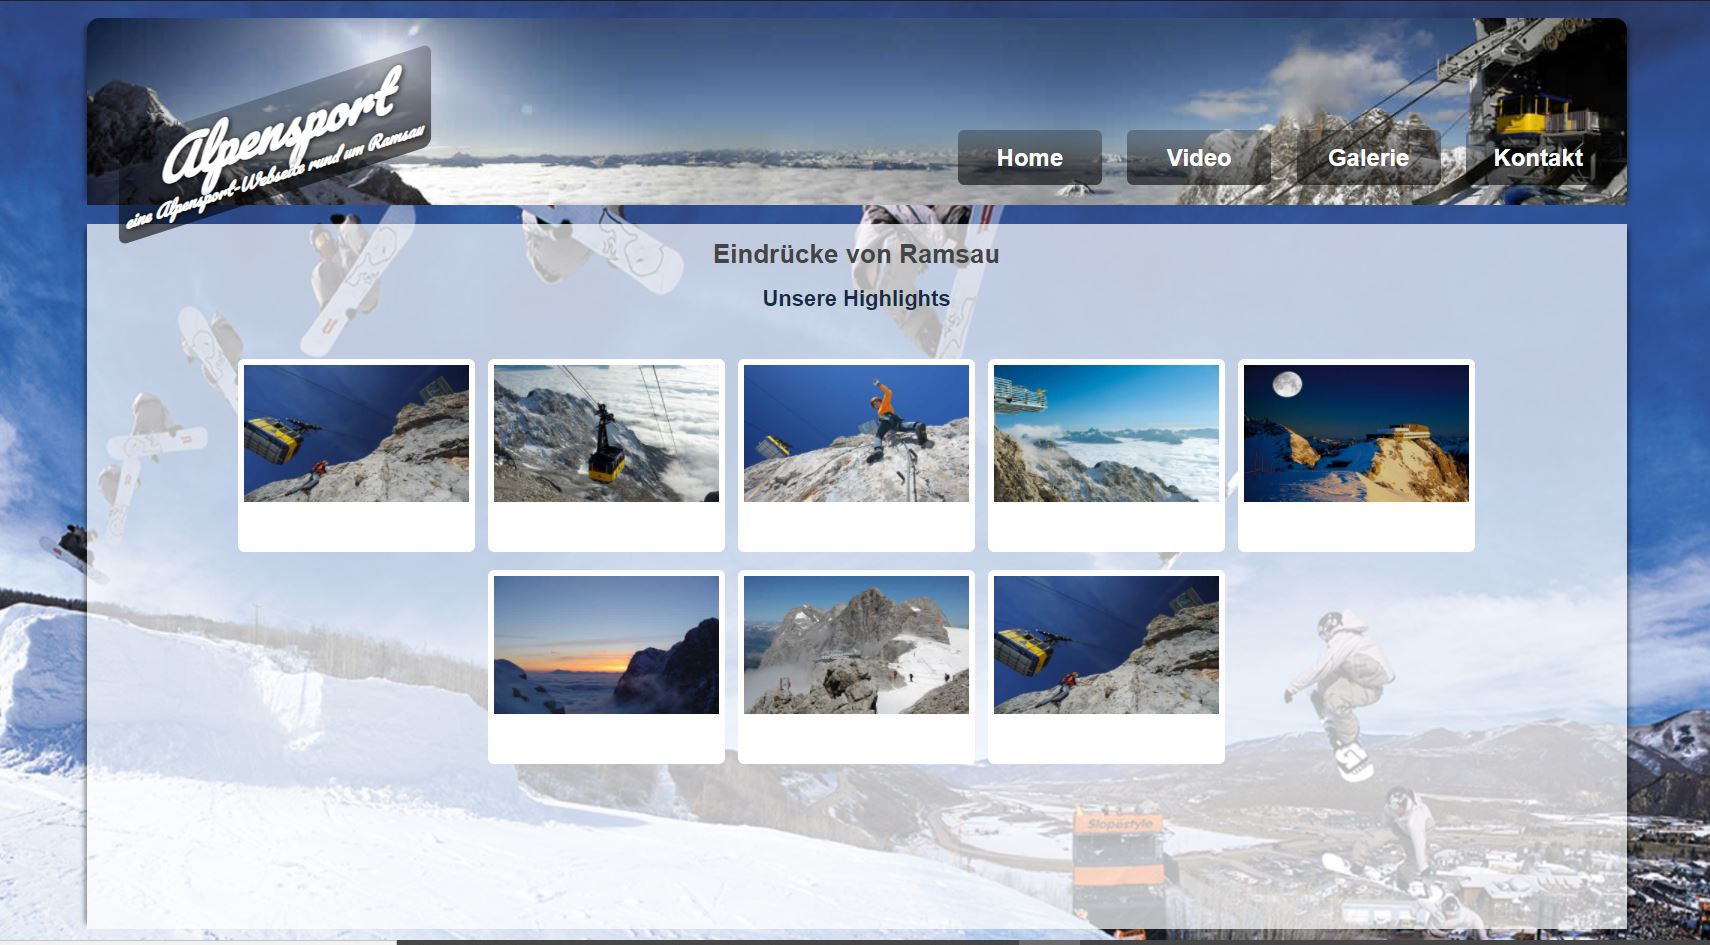 Alpensport
eine Alpensport-Webseite rund um Ramsau
Home
Video
Galerie
Kontakt
Eindrücke von Ramsau
Unsere Highlights
Slopestyle